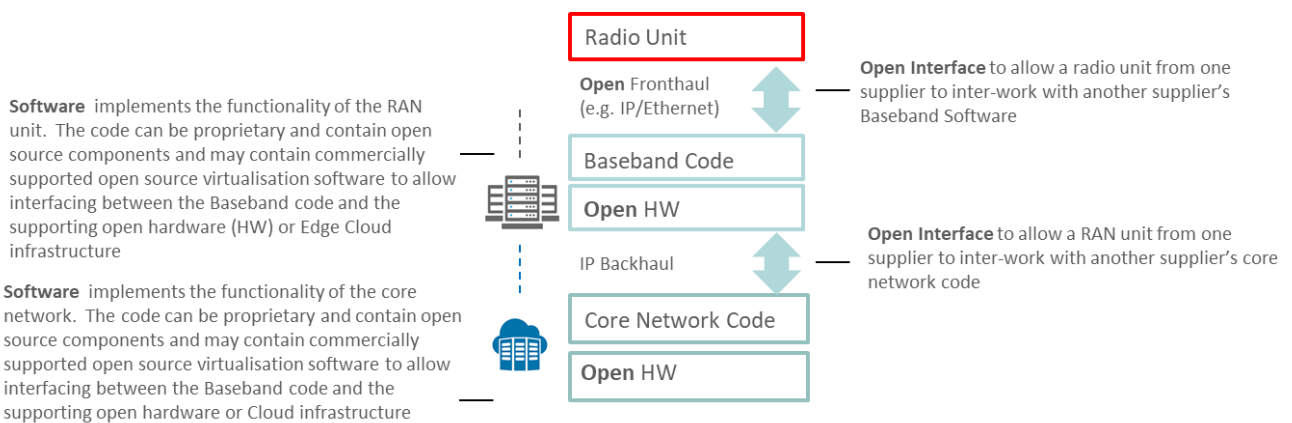 Radio Unit
Open Fronthaul
(e.g. IP/Ethernet)
Open Interface to allow a radio unit from one
supplier to inter-work with another supplier's
Baseband Software
Software implements the functionality of the RAN
unit. The code can be proprietary and contain open
source components and may contain commercially
supported open source virtualisation software to allow
interfacing between the Baseband code and the
supporting open hardware (HW) or Edge Cloud
infrastructure
Baseband Code
Open HW
IP Backhaul
Open Interface to allow a RAN unit from one
supplier to inter-work with another supplier's core
network code
Software implements the functionality of the core
network. The code can be proprietary and contain open
source components and may contain commercially
supported open source virtualisation software to allow
interfacing between the Baseband code and the
supporting open hardware or Cloud infrastructure
Core Network Code
Open HW